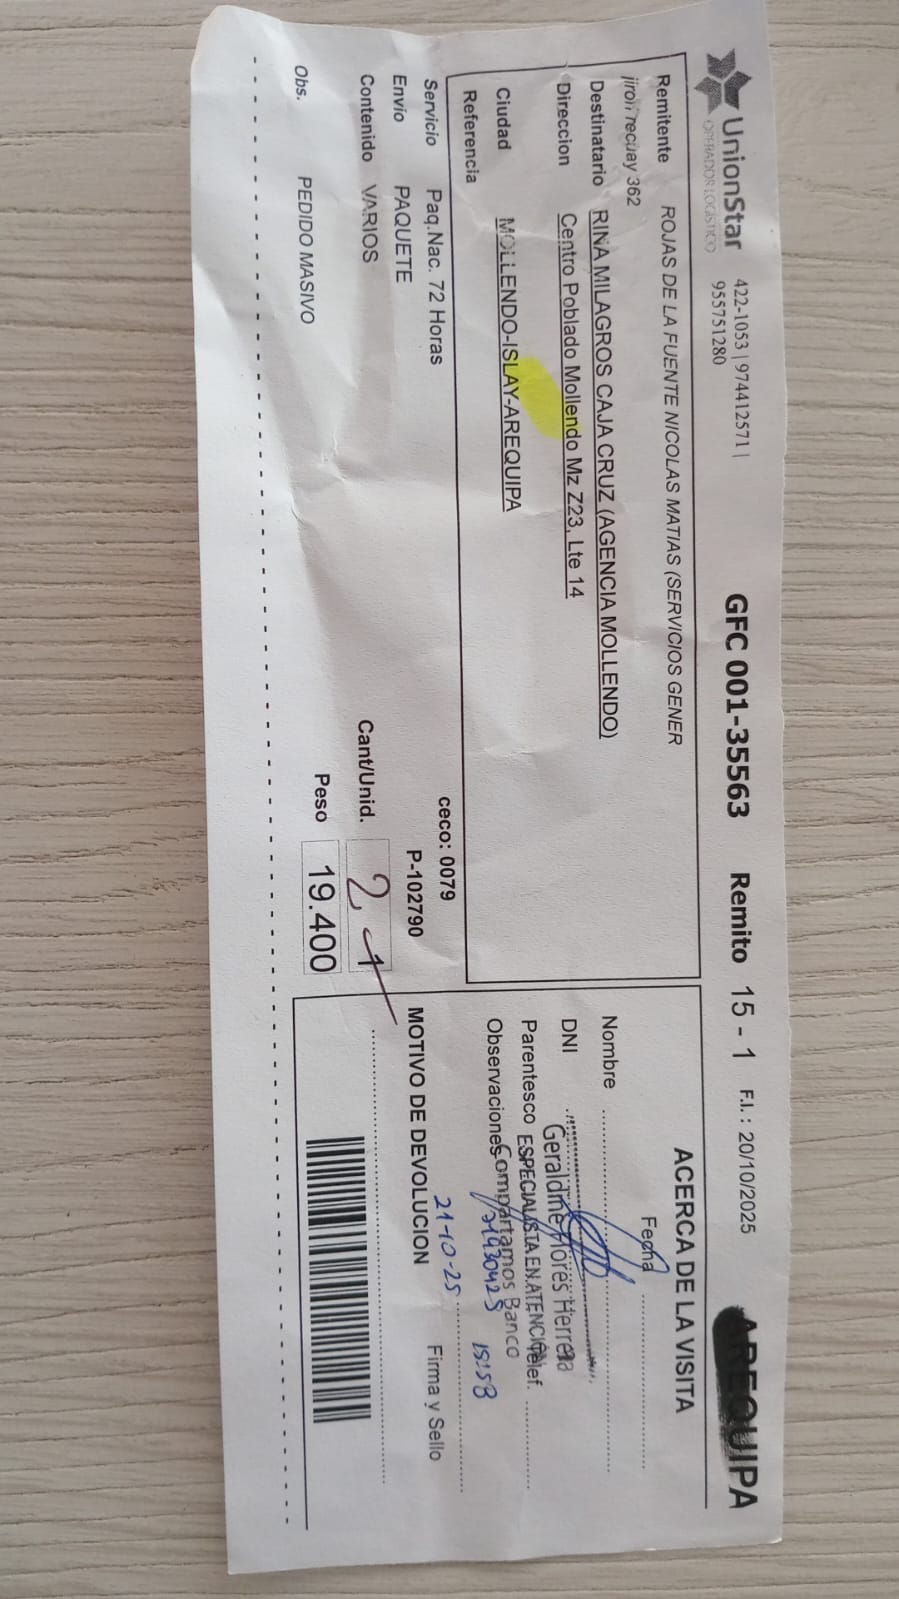 UnionStar
OPERADOR LOGÍSTICO
422-1053 | 974412571 |
955751280
GFC 001-35563 Remito 15 - 1 F.I. : 20/10/2025 AREQUIPA
Remitente ROJAS DE LA FUENTE NICOLAS MATIAS (SERVICIOS GENER
jiron recuay 362
Destinatario RINA MILAGROS CAJA CRUZ (AGENCIA MOLLENDO)
Direccion Centro Poblado Mollendo Mz Z23, Lte 14
Ciudad MOLLENDO-ISLAY-AREQUIPA
Referencia
Servicio Paq.Nac. 72 Horas ceco: 0079
Envio PAQUETE P-102790
Contenido VARIOS Cant/Unid. 2,1
Peso 19.400
Obs. PEDIDO MASIVO
ACERCA DE LA VISITA
Fecha
Nombre
DNI
Geraldine Flores Herrera
Parentesco ESPECIALISTA EN ATENCIÓN Telef.
Compartamos Banco
Observaciones 15:53
21-10-25
MOTIVO DE DEVOLUCION Firma y Sello